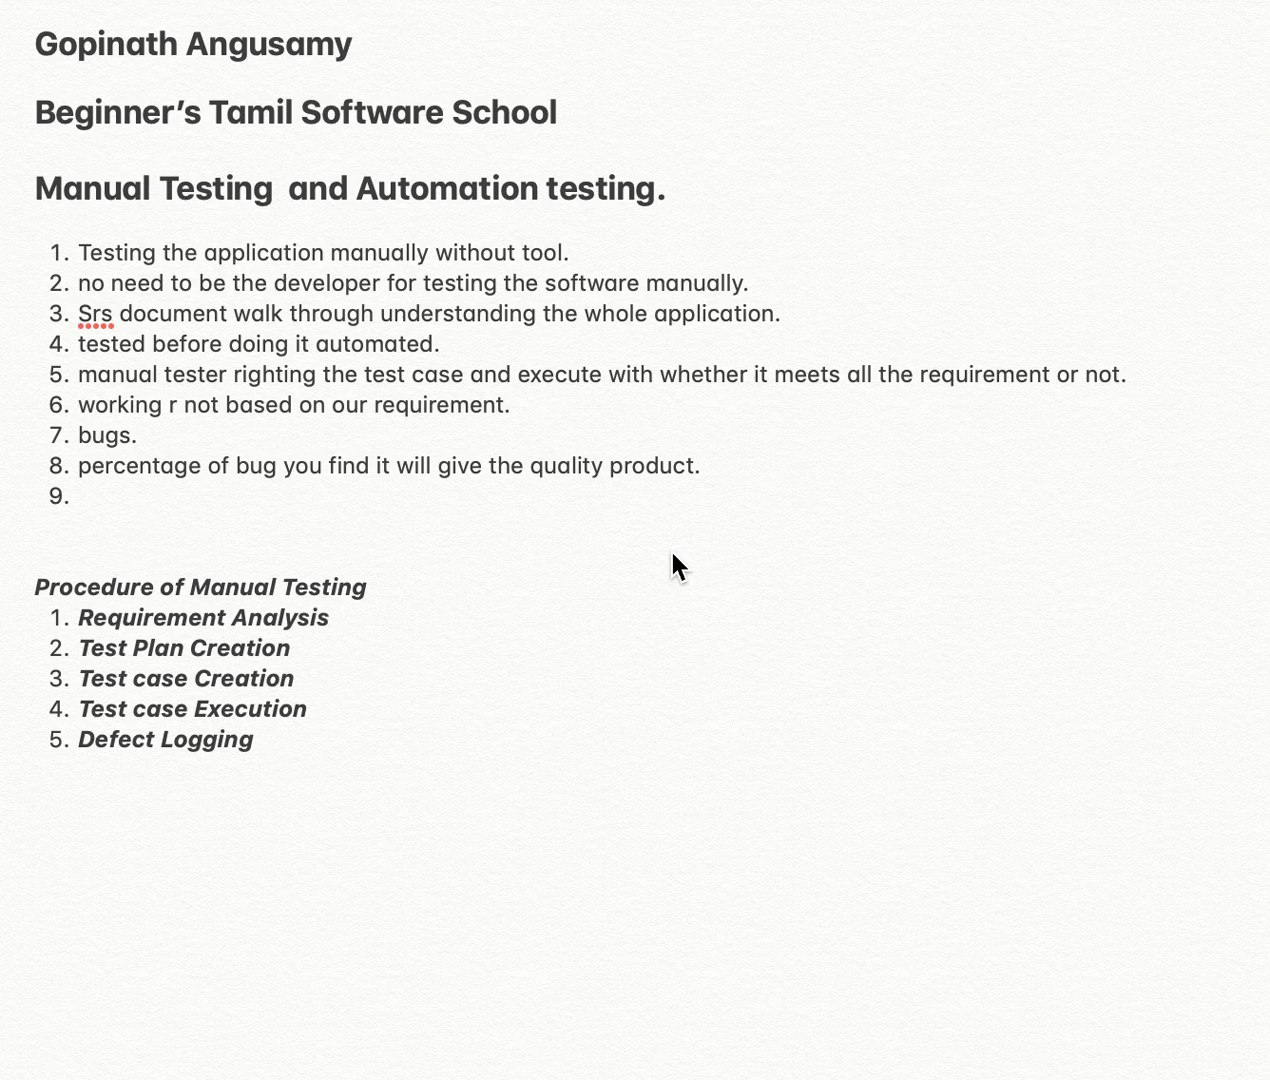 Gopinath Angusamy
Beginner’s Tamil Software School
Manual Testing  and Automation testing.
1. Testing the application manually without tool.
2. no need to be the developer for testing the software manually.
3. Srs document walk through understanding the whole application.
4. tested before doing it automated.
5. manual tester righting the test case and execute with whether it meets all the requirement or not.
6. working r not based on our requirement.
7. bugs.
8. percentage of bug you find it will give the quality product.
9.
Procedure of Manual Testing
1. Requirement Analysis
2. Test Plan Creation
3. Test case Creation
4. Test case Execution
5. Defect Logging